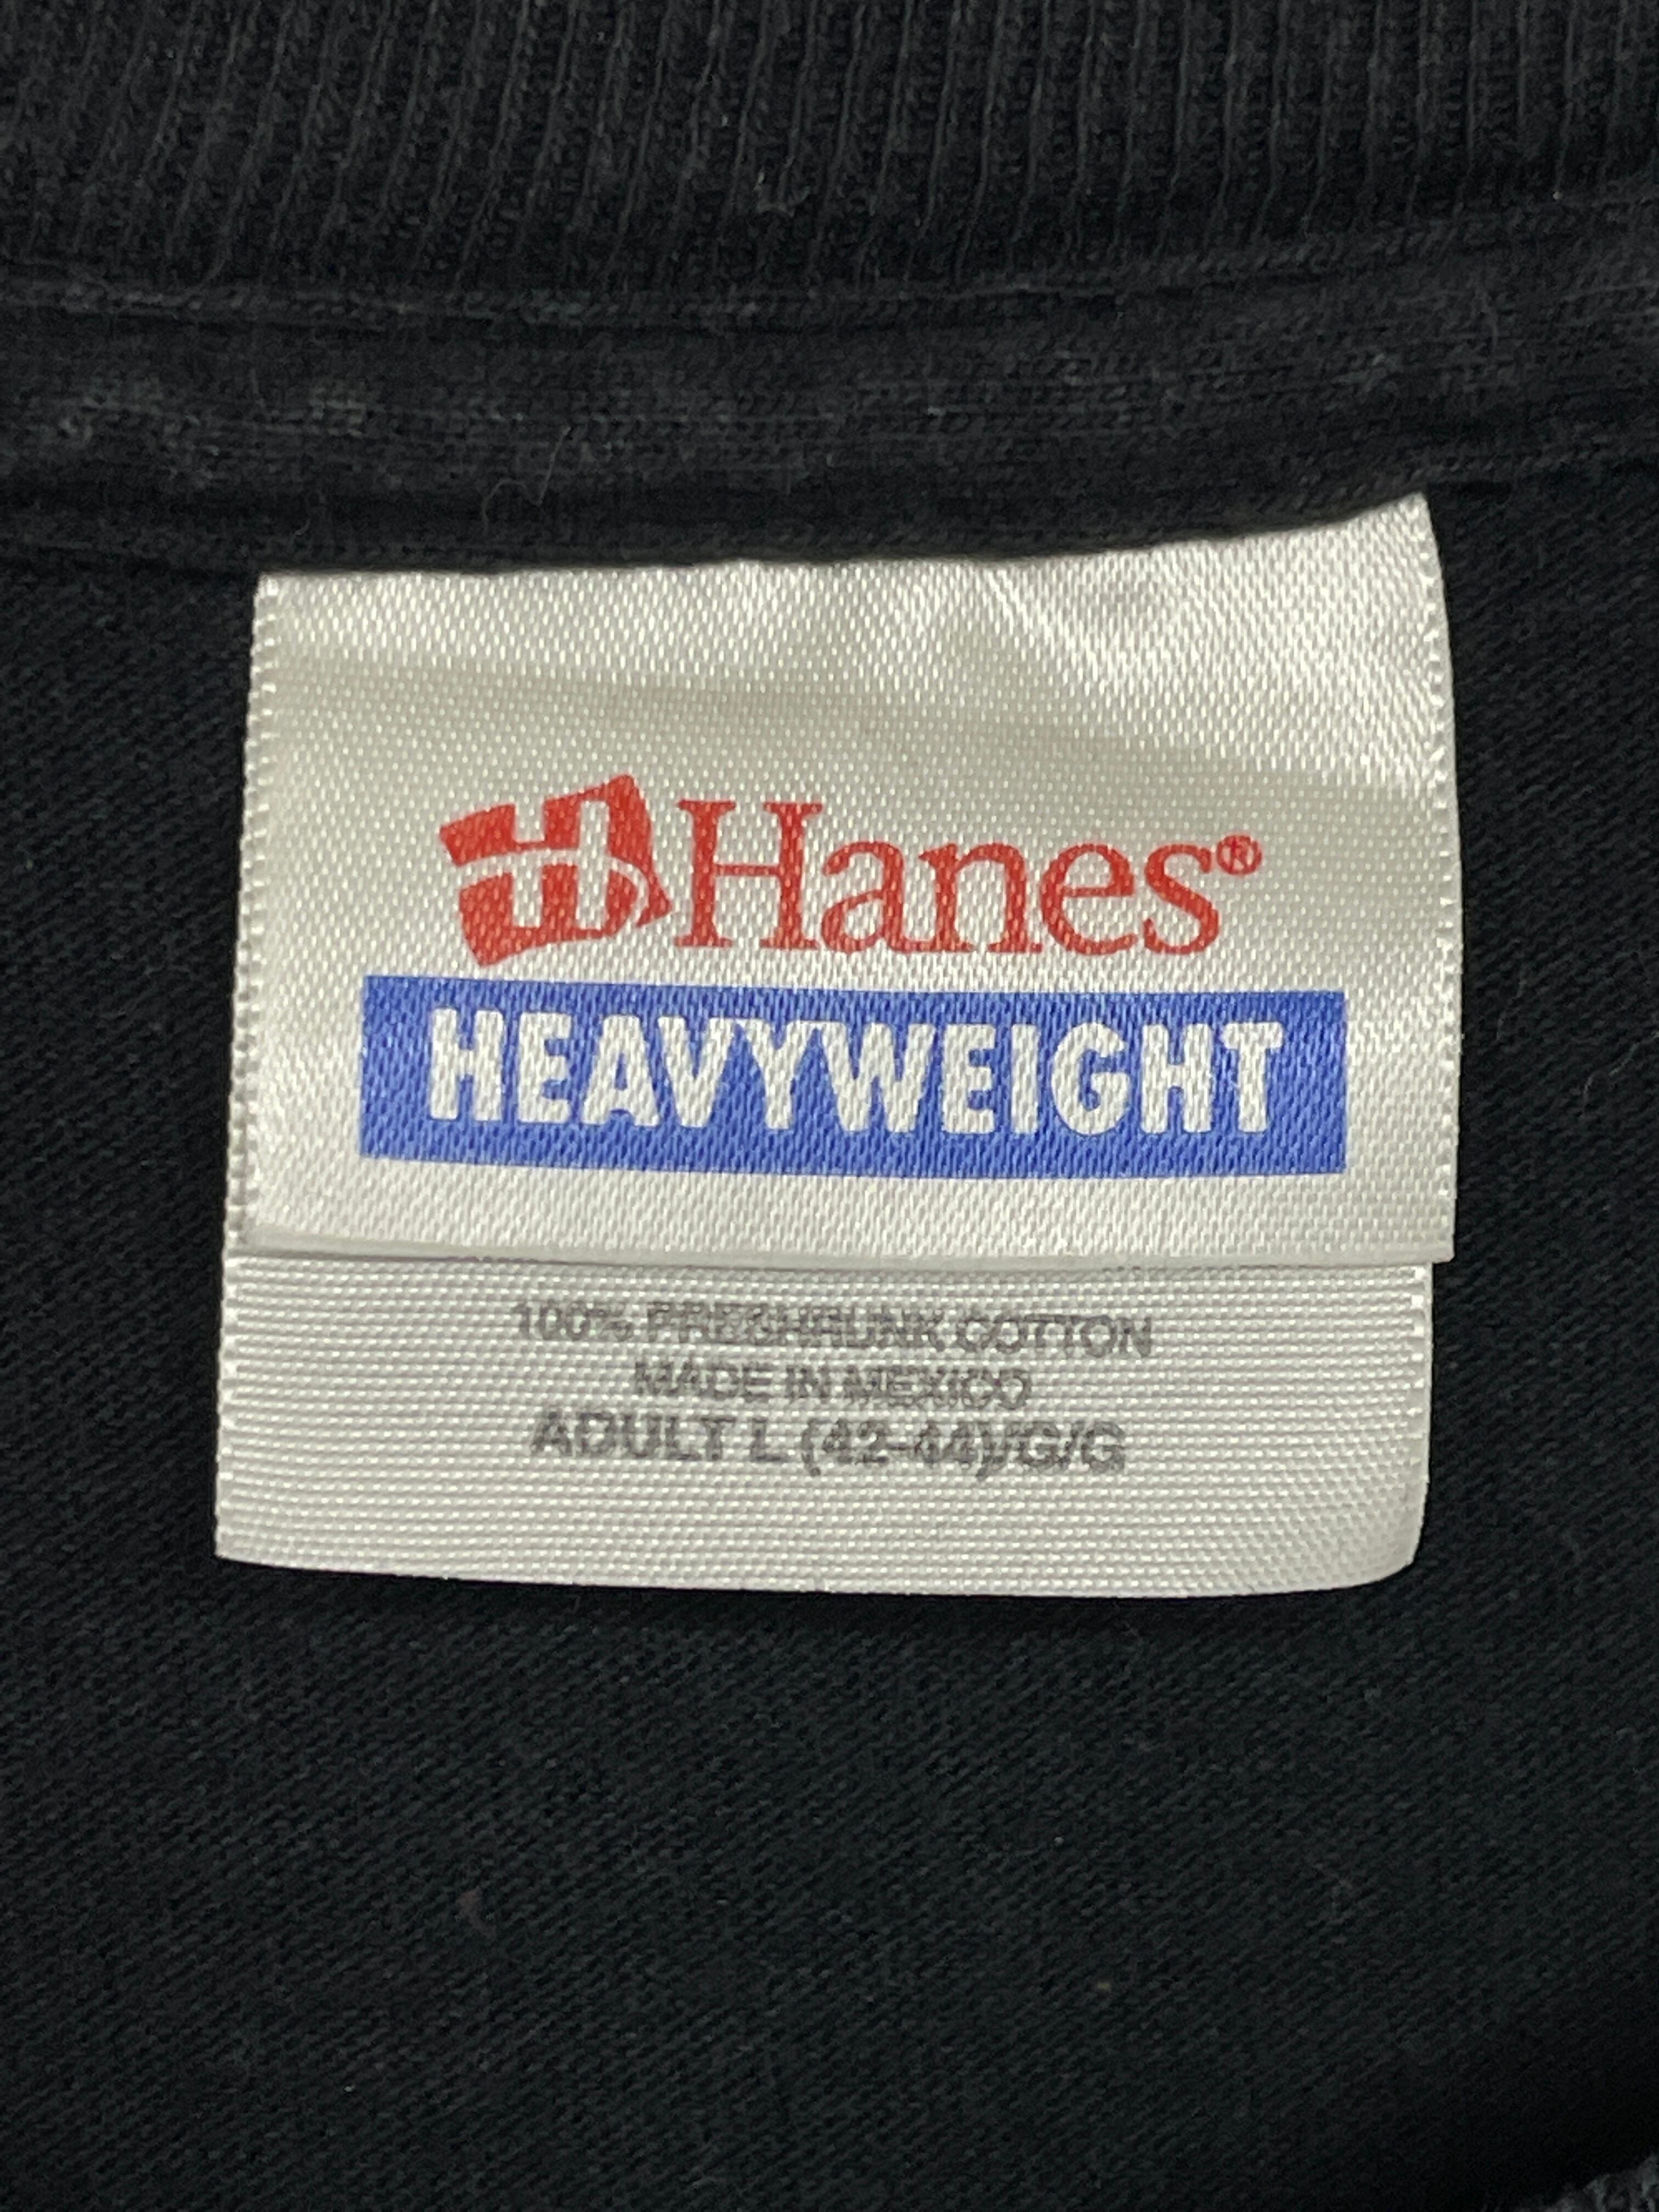 Hanes®
HEAVYWEIGHT
100% PRESHRUNK COTTON
MADE IN MEXICO
ADULT L (42-44)/G/G